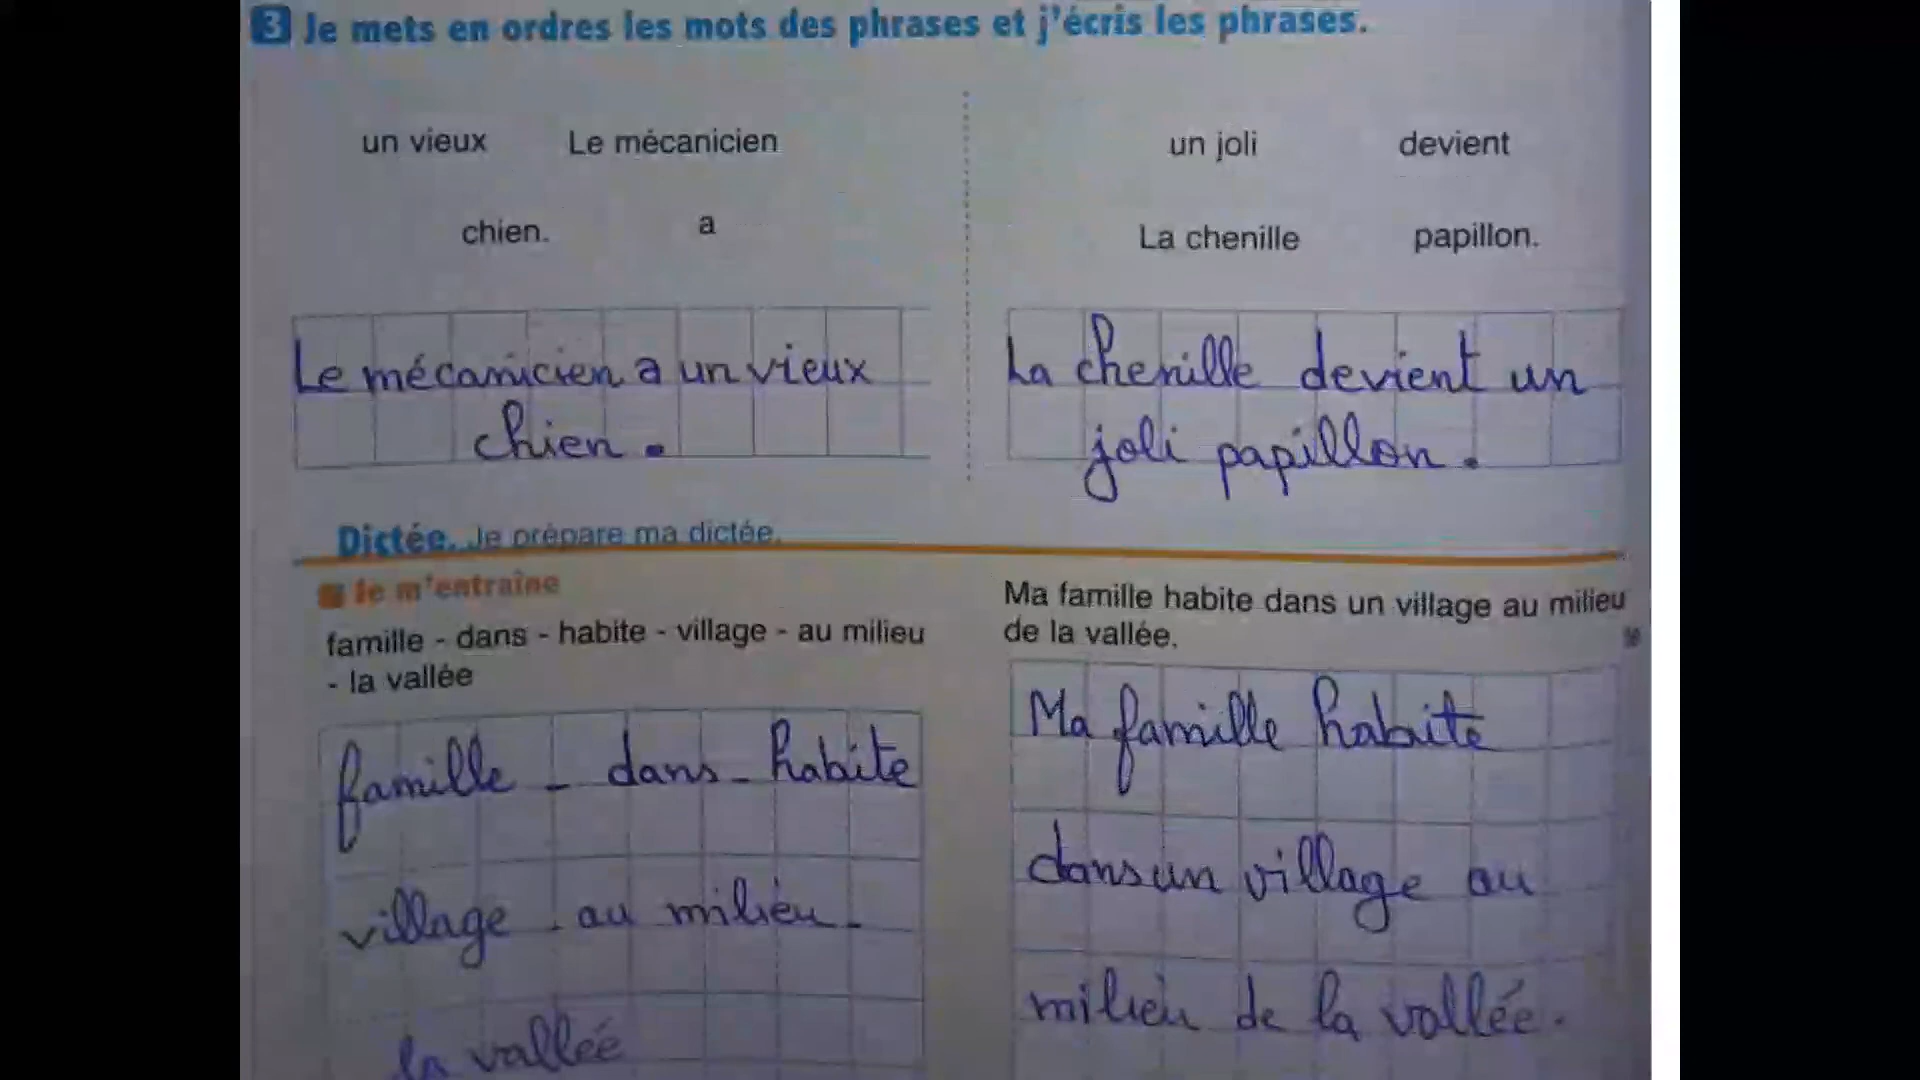 3 Je mets en ordres les mots des phrases et j'écris les phrases.
un vieux Le mécanicien
chien. a
Le mécanicien a un vieux
chien.
un joli devient
La chenille papillon.
La chenille devient un
joli papillon.
Dictée. Je prépare ma dictée.
Je m'entraîne
famille - dans - habite - village - au milieu
- la vallée
famille - dans - habite
village - au milieu -
la vallée
Ma famille habite dans un village au milieu
de la vallée.
Ma famille habite
dans un village au
milieu de la vallée.